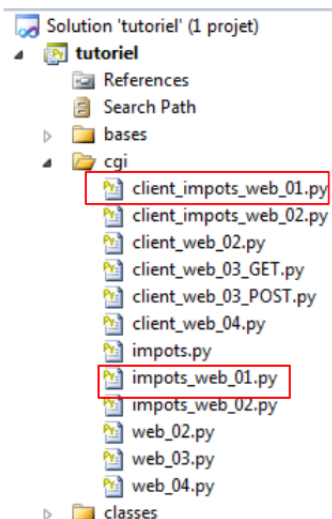 Solution 'tutoriel' (1 projet)
tutoriel
References
Search Path
bases
cgi
client_impots_web_01.py
client_impots_web_02.py
client_web_02.py
client_web_03_GET.py
client_web_03_POST.py
client_web_04.py
impots.py
impots_web_01.py
impots_web_02.py
web_02.py
web_03.py
web_04.py
classes